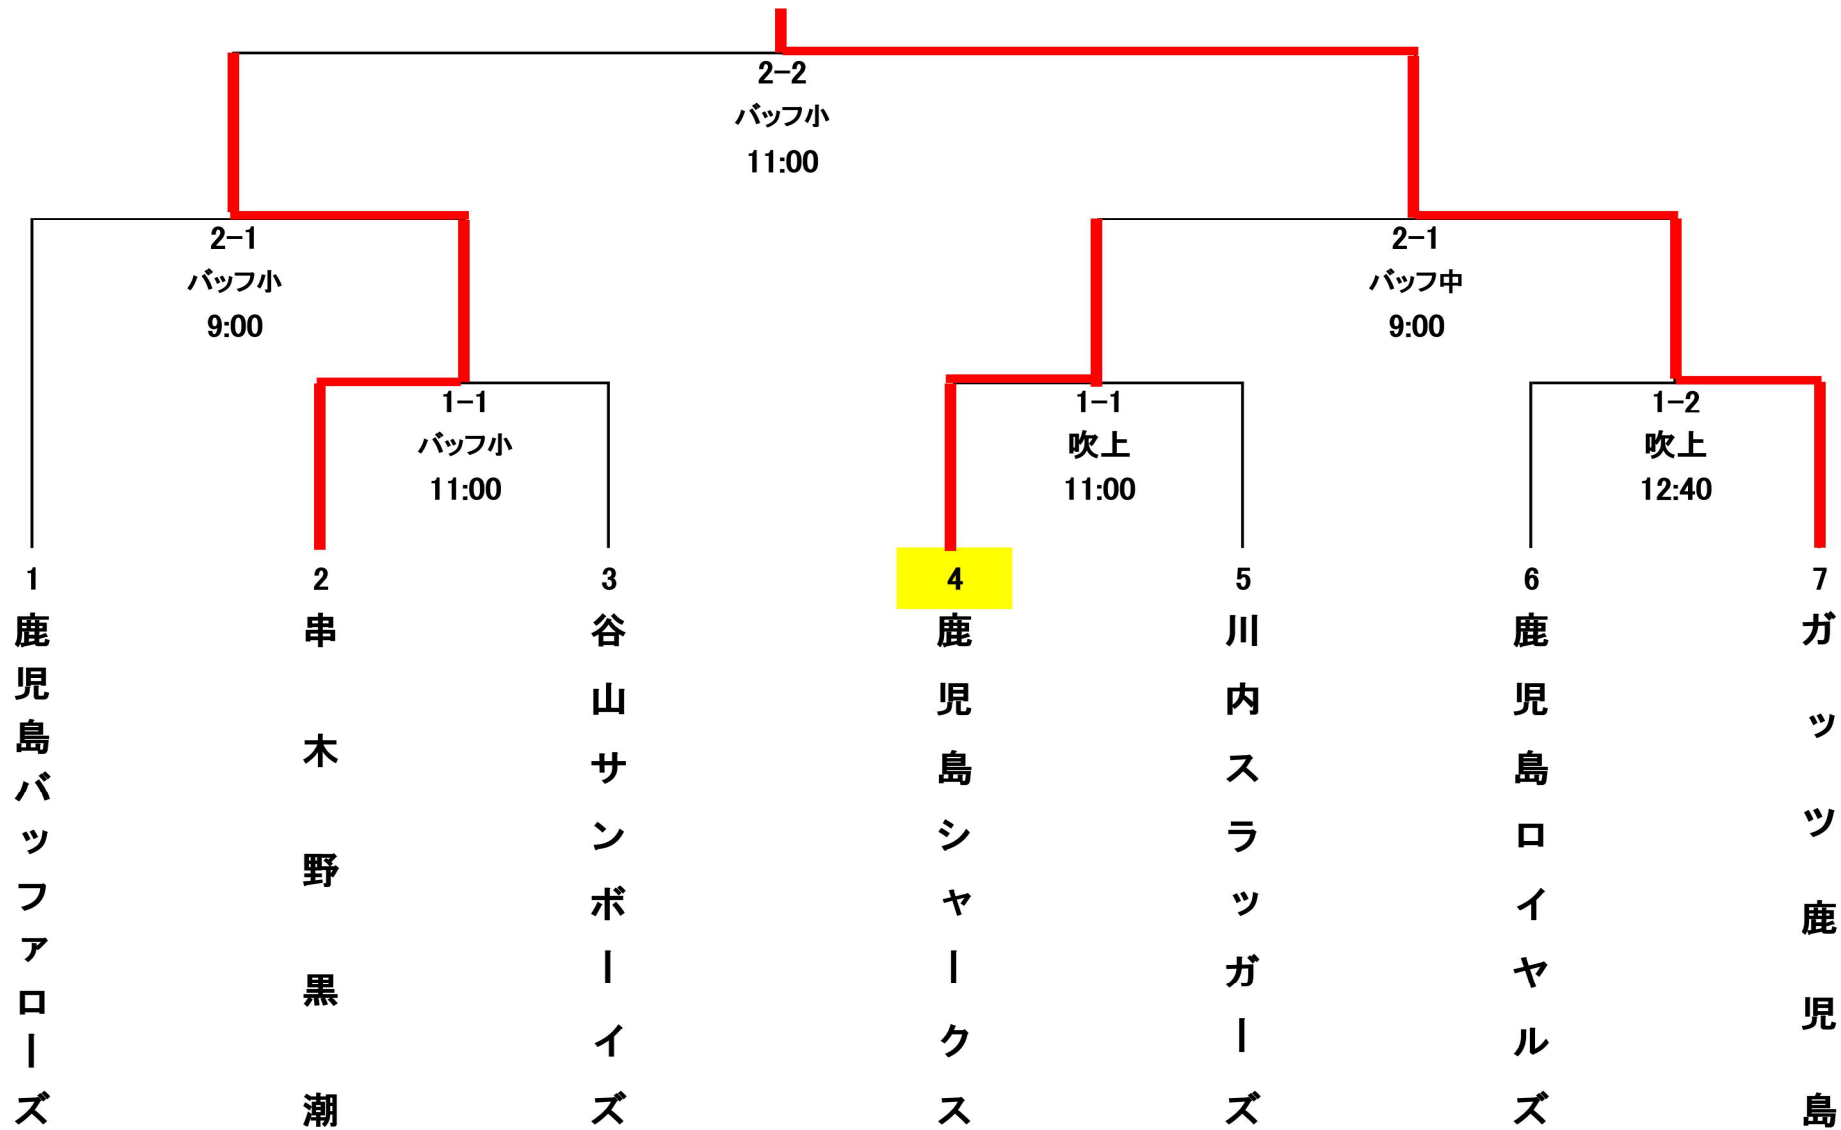 2-2
バッフ小
11:00
2-1
バッフ小
9:00
2-1
バッフ中
9:00
1-1
バッフ小
11:00
1-1
吹上
11:00
1-2
吹上
12:40
1
鹿児島バッファローズ
2
串木野黒潮
3
谷山サンボーイズ
4
鹿児島シャークス
5
川内スラッガーズ
6
鹿児島ロイヤルズ
7
ガッツ鹿児島